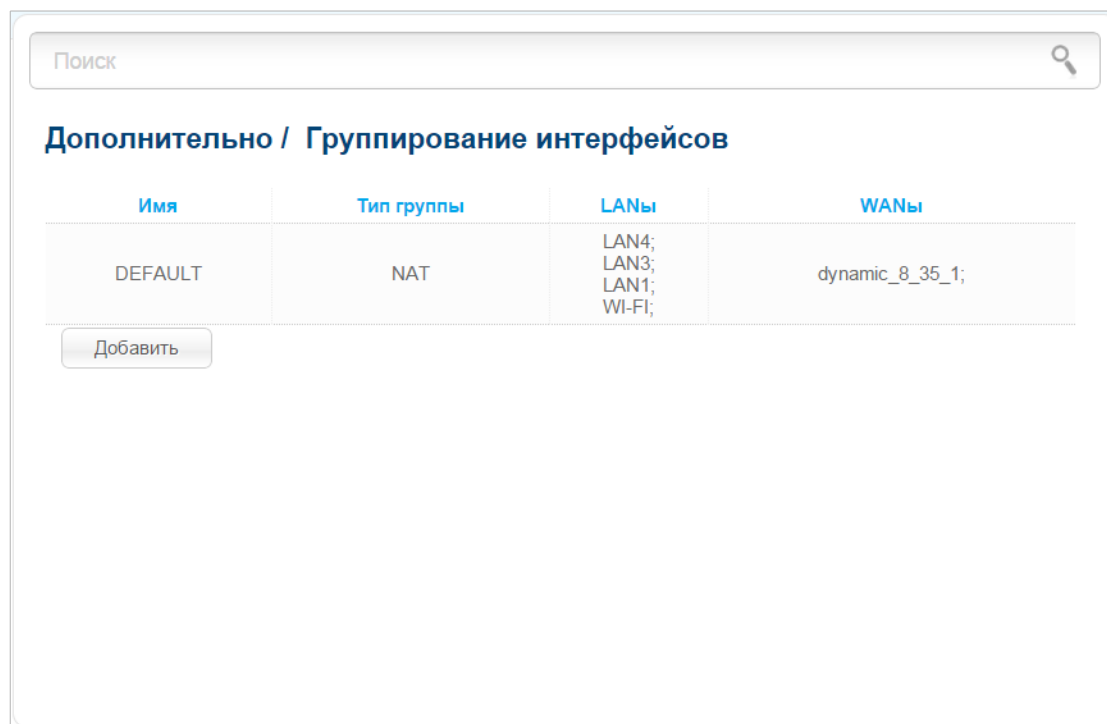 Поиск
Дополнительно / Группирование интерфейсов
Имя Тип группы LANы WANы
DEFAULT NAT LAN4; dynamic_8_35_1;
LAN3;
LAN1;
WI-FI;
Добавить